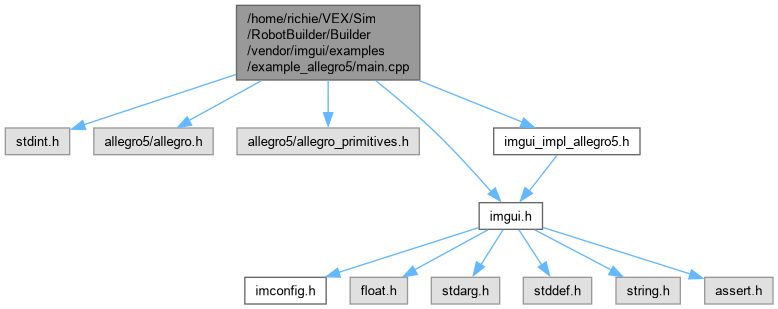 /home/richie/VEX/Sim
/RobotBuilder/Builder
/vendor/imgui/examples
/example_allegro5/main.cpp
stdint.h
allegro5/allegro.h
allegro5/allegro_primitives.h
imgui_impl_allegro5.h
imgui.h
imconfig.h
float.h
stdarg.h
stddef.h
string.h
assert.h